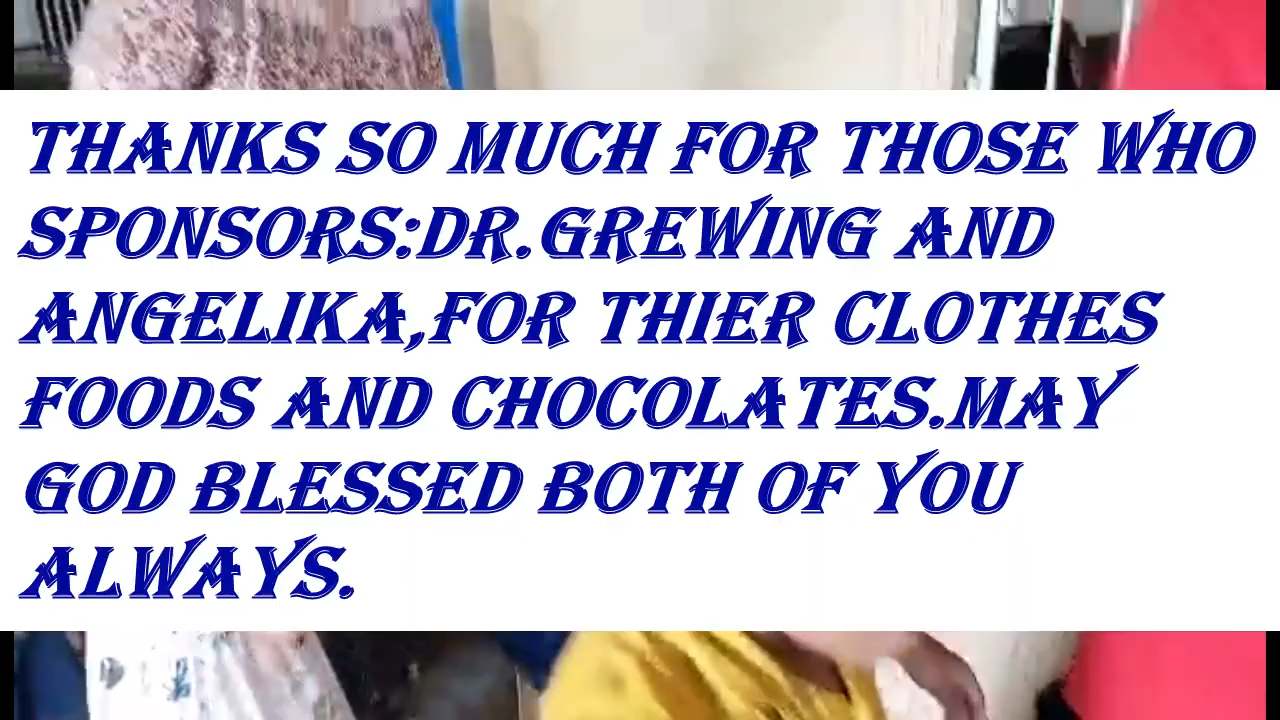 THANKS SO MUCH FOR THOSE WHO
SPONSORS:DR.GREWING AND
ANGELIKA,FOR THIER CLOTHES
FOODS AND CHOCOLATES.MAY
GOD BLESSED BOTH OF YOU
ALWAYS.